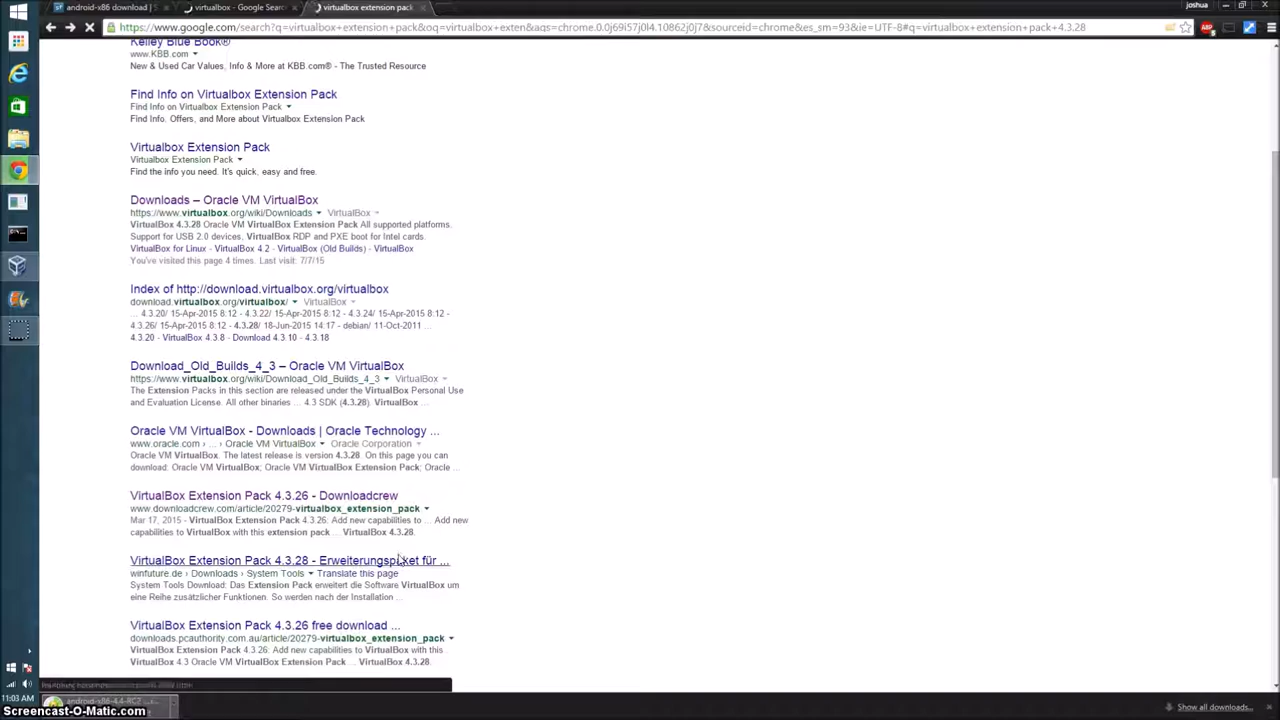 android-x86 download | S
virtualbox - Google Sear
virtualbox extension pack
joshua
https://www.google.com/search?q=virtualbox+extension+pack&oq=virtualbox+exten&aqs=chrome.0.0j69i57j0l4.10862j0j7&sourceid=chrome&es_sm=93&ie=UTF-8#q=virtualbox+extension+pack+4.3.28
Kelley Blue Book®
www.KBB.com
New & Used Car Values, Info & More at KBB.com® - The Trusted Resource
Find Info on Virtualbox Extension Pack
Find Info on Virtualbox Extension Pack
Find Info. Offers, and More about Virtualbox Extension Pack
Virtualbox Extension Pack
Virtualbox Extension Pack
Find the info you need. It's quick, easy and free.
Downloads – Oracle VM VirtualBox
https://www.virtualbox.org/wiki/Downloads VirtualBox
VirtualBox 4.3.28 Oracle VM VirtualBox Extension Pack All supported platforms.
Support for USB 2.0 devices, VirtualBox RDP and PXE boot for Intel cards.
VirtualBox for Linux - VirtualBox 4.2 - VirtualBox (Old Builds) - VirtualBox
You've visited this page 4 times. Last visit: 7/7/15
Index of http://download.virtualbox.org/virtualbox
download.virtualbox.org/virtualbox/ VirtualBox
... 4.3.20/ 15-Apr-2015 8:12 - 4.3.22/ 15-Apr-2015 8:12 - 4.3.24/ 15-Apr-2015 8:12 -
4.3.26/ 15-Apr-2015 8:12 - 4.3.28/ 18-Jun-2015 14:17 - debian/ 11-Oct-2011 ...
4.3.20 - VirtualBox 4.3.8 - Download 4.3.10 - 4.3.18
Download_Old_Builds_4_3 – Oracle VM VirtualBox
https://www.virtualbox.org/wiki/Download_Old_Builds_4_3 VirtualBox
The Extension Packs in this section are released under the VirtualBox Personal Use
and Evaluation License. All other binaries ... 4.3 SDK (4.3.28). VirtualBox ...
Oracle VM VirtualBox - Downloads | Oracle Technology ...
www.oracle.com › ... › Oracle VM VirtualBox Oracle Corporation
Oracle VM VirtualBox. The latest release is version 4.3.28. On this page you can
download: Oracle VM VirtualBox; Oracle VM VirtualBox Extension Pack; Oracle ...
VirtualBox Extension Pack 4.3.26 - Downloadcrew
www.downloadcrew.com/article/20279-virtualbox_extension_pack
Mar 17, 2015 - VirtualBox Extension Pack 4.3.26: Add new capabilities to ... Add new
capabilities to VirtualBox with this extension pack ... VirtualBox 4.3.28.
VirtualBox Extension Pack 4.3.28 - Erweiterungspaket für ...
winfuture.de › Downloads › System Tools Translate this page
System Tools Download: Das Extension Pack erweitert die Software VirtualBox um
eine Reihe zusätzlicher Funktionen. So werden nach der Installation ...
VirtualBox Extension Pack 4.3.26 free download ...
downloads.pcauthority.com.au/article/20279-virtualbox_extension_pack
VirtualBox Extension Pack 4.3.26: Add new capabilities to VirtualBox with this
VirtualBox 4.3 Oracle VM VirtualBox Extension Pack ... VirtualBox 4.3.28.
11:03 AM
android-x86-4.4-RC2
Show all downloads...
Screencast-O-Matic.com